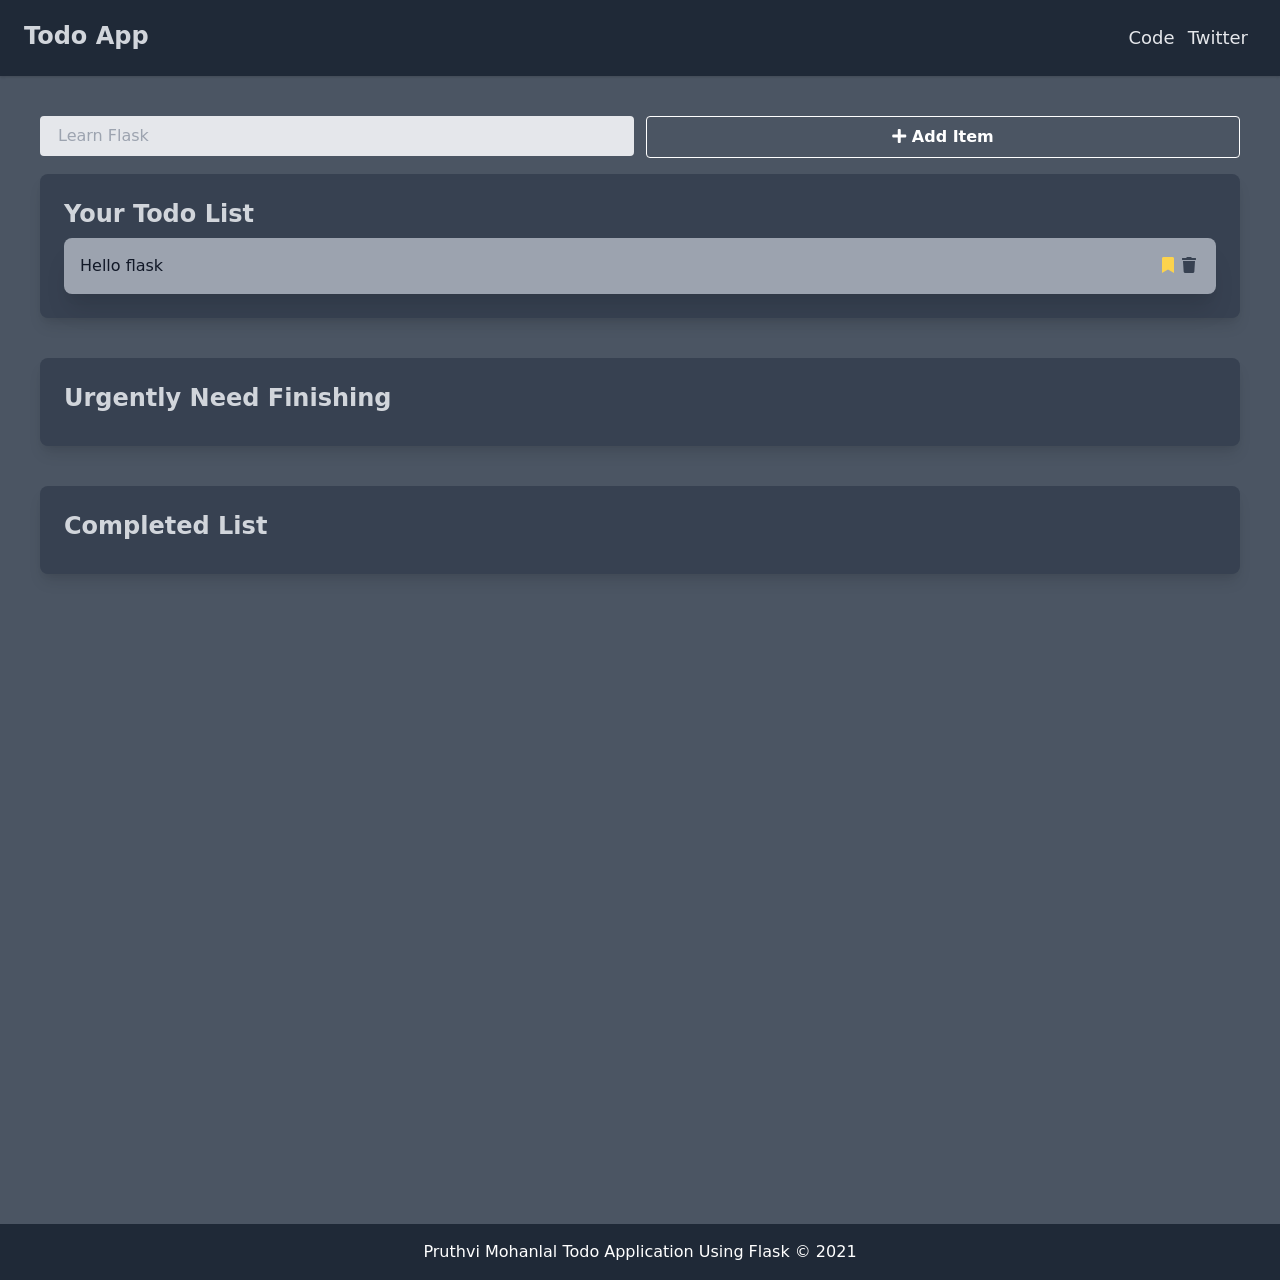 Todo App
Code Twitter
Learn Flask
Add Item
Your Todo List
Hello flask
Urgently Need Finishing
Completed List
Pruthvi Mohanlal Todo Application Using Flask © 2021